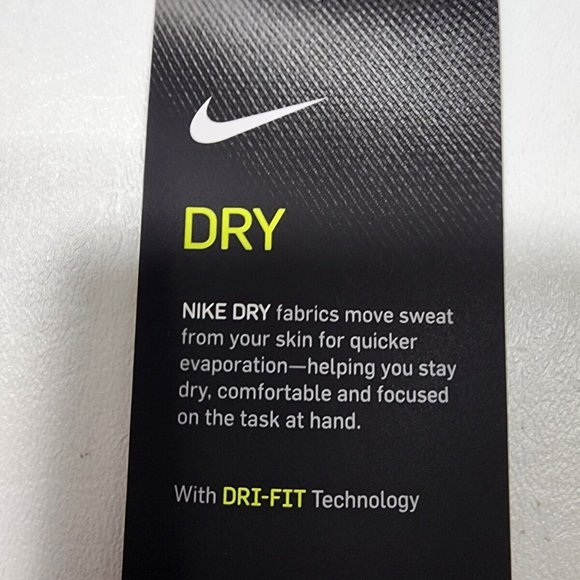 DRY
NIKE DRY fabrics move sweat
from your skin for quicker
evaporation—helping you stay
dry, comfortable and focused
on the task at hand.
With DRI-FIT Technology